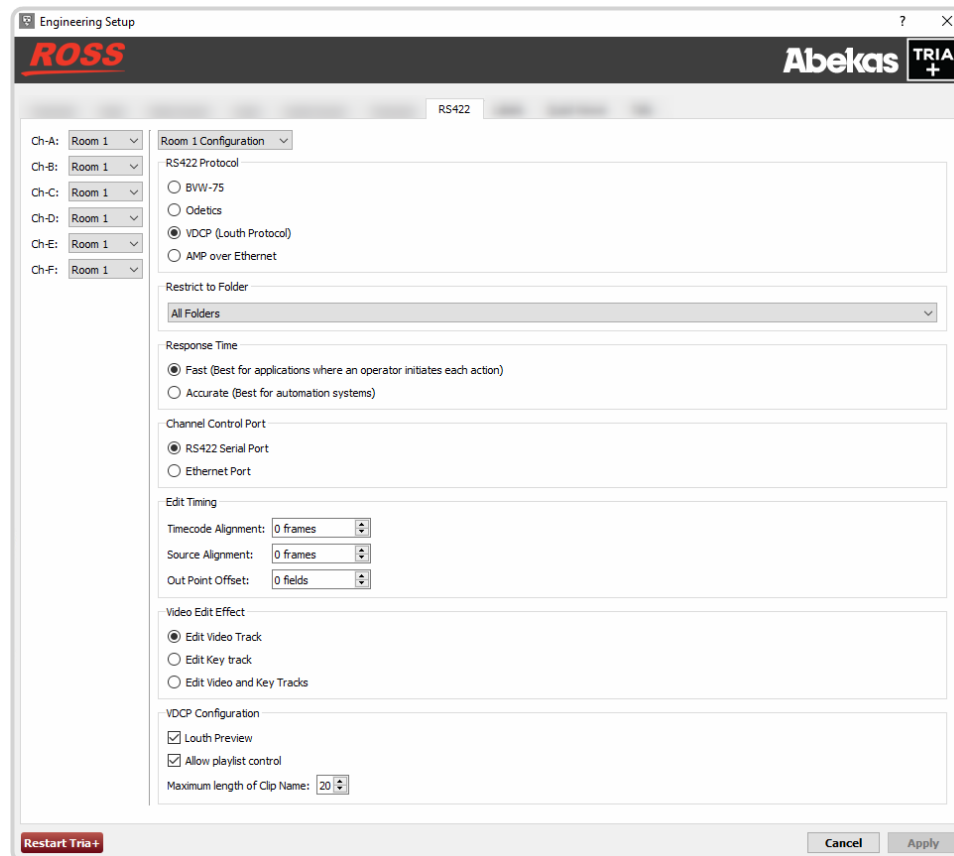 Engineering Setup
ROSS
Abekas TRIA +
RS422
Ch-A: Room 1
Ch-B: Room 1
Ch-C: Room 1
Ch-D: Room 1
Ch-E: Room 1
Ch-F: Room 1
Room 1 Configuration
RS422 Protocol
BVW-75
Odetics
VDCP (Louth Protocol)
AMP over Ethernet
Restrict to Folder
All Folders
Response Time
Fast (Best for applications where an operator initiates each action)
Accurate (Best for automation systems)
Channel Control Port
RS422 Serial Port
Ethernet Port
Edit Timing
Timecode Alignment: 0 frames
Source Alignment: 0 frames
Out Point Offset: 0 fields
Video Edit Effect
Edit Video Track
Edit Key track
Edit Video and Key Tracks
VDCP Configuration
Louth Preview
Allow playlist control
Maximum length of Clip Name: 20
Restart Tria+
Cancel Apply